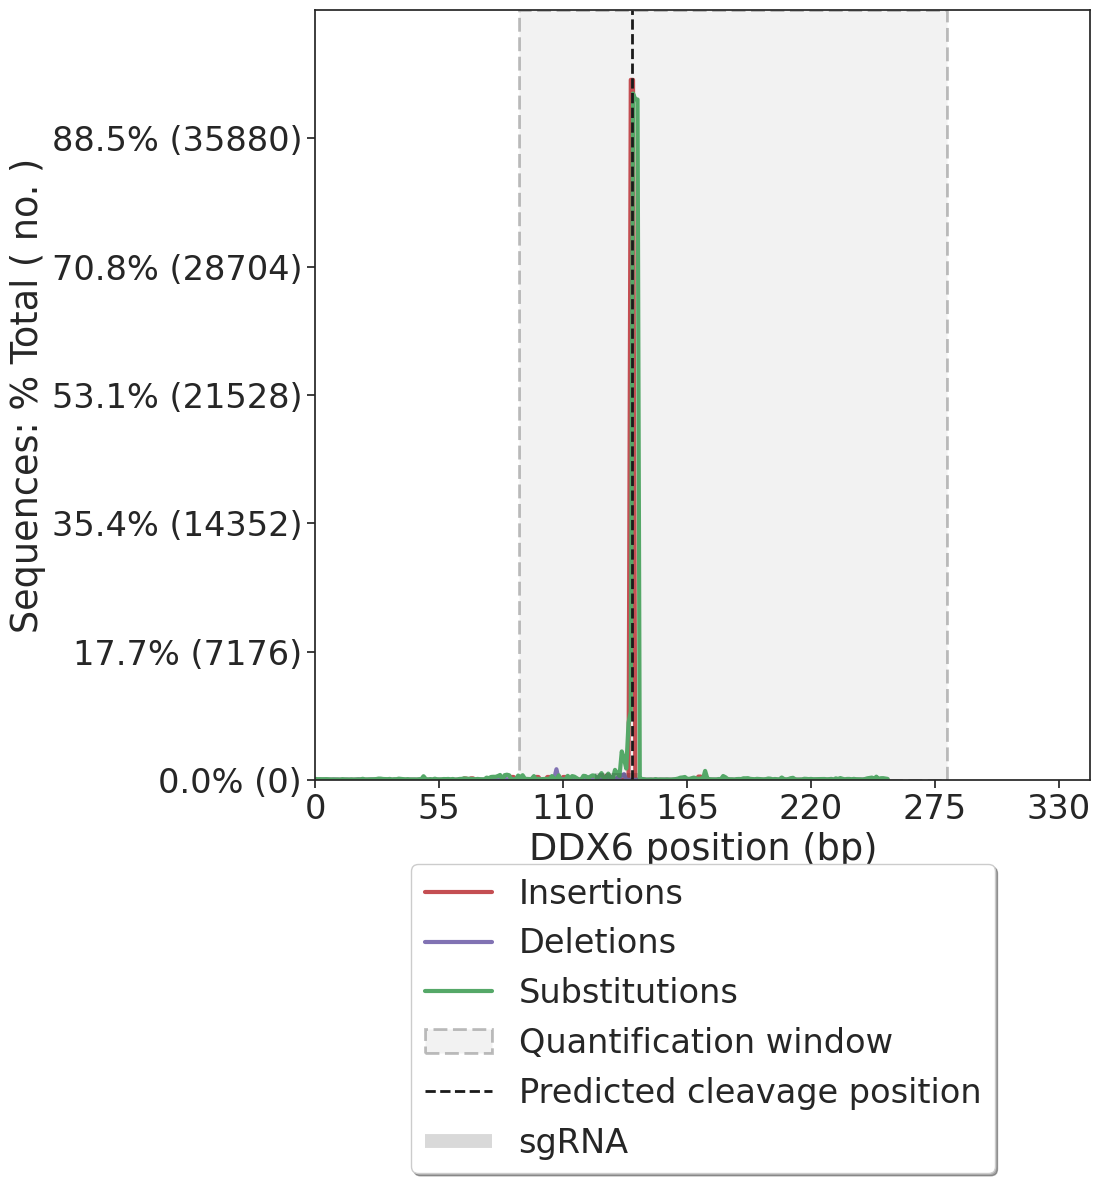 Sequences: % Total ( no. )
88.5% (35880)
70.8% (28704)
53.1% (21528)
35.4% (14352)
17.7% (7176)
0.0% (0)
0 55 110 165 220 275 330
DDX6 position (bp)
Insertions
Deletions
Substitutions
Quantification window
Predicted cleavage position
sgRNA